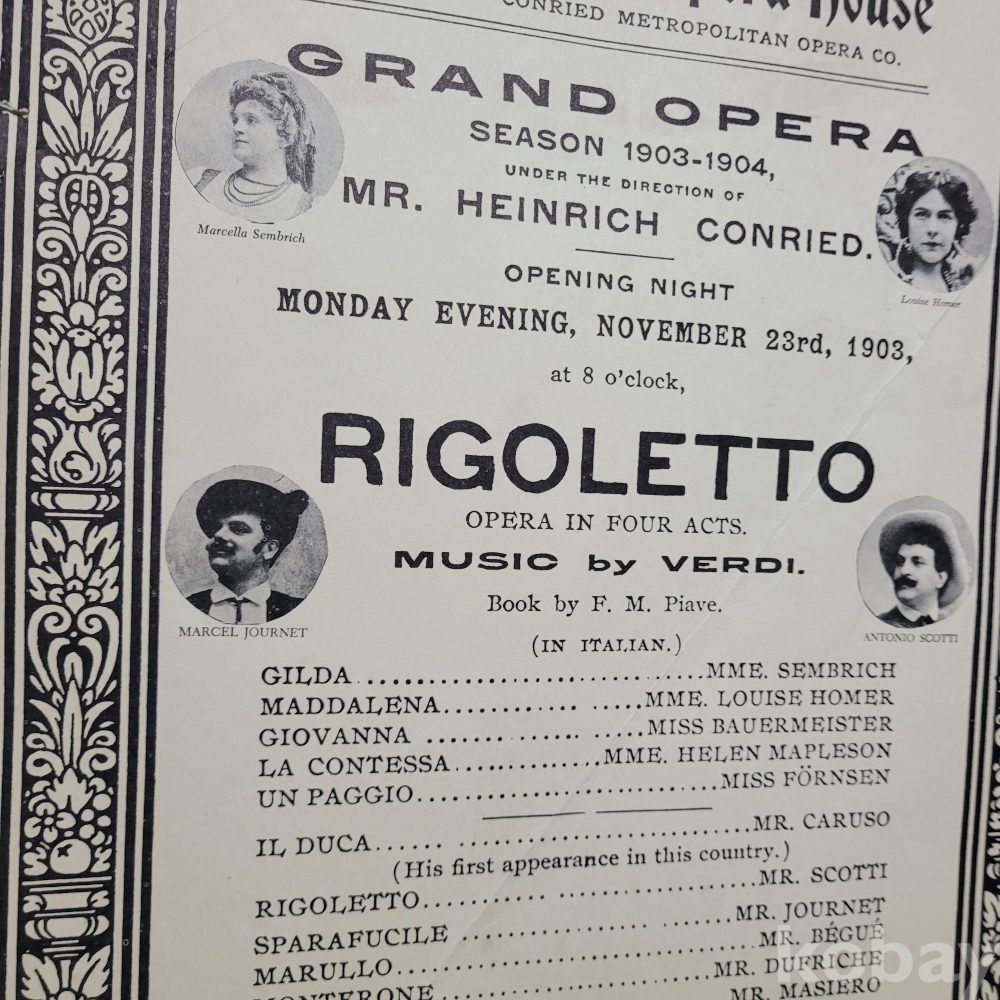 House
CONRIED METROPOLITAN OPERA CO.
GRAND OPERA
SEASON 1903-1904,
UNDER THE DIRECTION OF
MR. HEINRICH CONRIED.
Marcella Sembrich
Louise Homer
OPENING NIGHT
MONDAY EVENING, NOVEMBER 23rd, 1903,
at 8 o'clock,
RIGOLETTO
OPERA IN FOUR ACTS.
MUSIC by VERDI.
Book by F. M. Piave.
MARCEL JOURNET
ANTONIO SCOTTI
(IN ITALIAN.)
GILDA ........................................MME. SEMBRICH
MADDALENA............ .....MME. LOUISE HOMER
GIOVANNA ............. .....MISS BAUERMEISTER
LA CONTESSA..............MME. HELEN MAPLESON
UN PAGGIO..............................MISS FÖRNSEN
IL DUCA...... ............................MR. CARUSO
(His first appearance in this country.)
RIGOLETTO............ .....................MR. SCOTTI
SPARAFUCILE .........................MR. JOURNET
MARULLO.................................MR. BÉGUÉ
MONTERONE.........................MR. DUFRICHE
MR. MASIERO
kobay